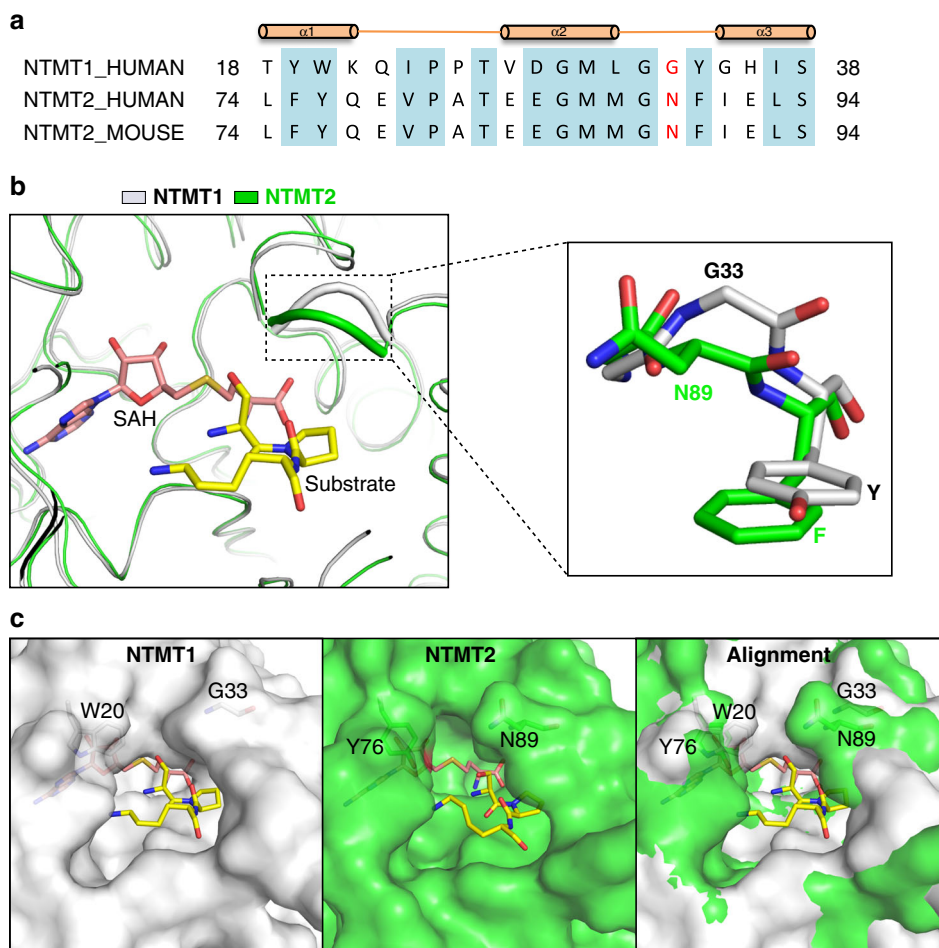 a
α1 α2 α3
NTMT1_HUMAN 18 T Y W K Q I P P T V D G M L G G Y G H I S 38
NTMT2_HUMAN 74 L F Y Q E V P A T E E G M M G N F I E L S 94
NTMT2_MOUSE 74 L F Y Q E V P A T E E G M M G N F I E L S 94
b
NTMT1 NTMT2
SAH
Substrate
G33
N89
Y
F
c
NTMT1
W20
G33
NTMT2
Y76
N89
Alignment
W20
G33
Y76
N89